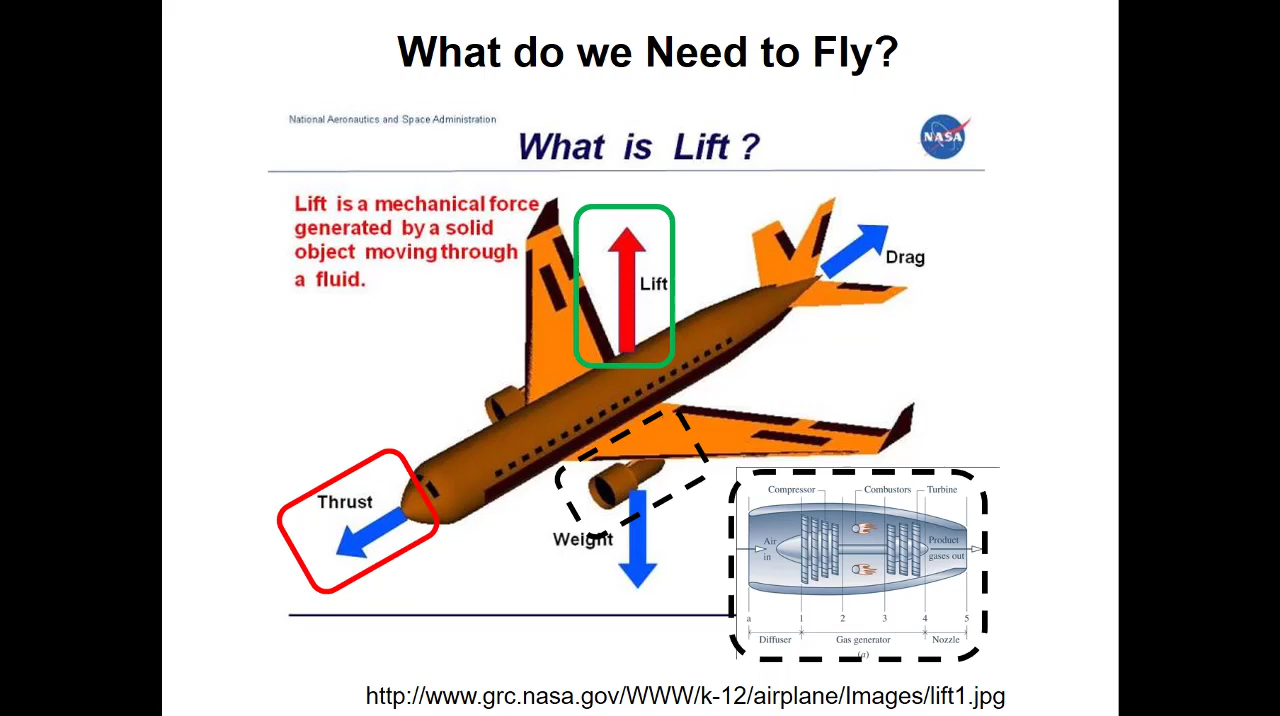 What do we Need to Fly?
National Aeronautics and Space Administration
NASA
What is Lift ?
Lift is a mechanical force
generated by a solid
object moving through
a fluid.
Lift
Drag
Thrust
Weight
Compressor Combustors Turbine
Air in
Product gases out
a 1 2 3 4 5
Diffuser Gas generator Nozzle
(a)
http://www.grc.nasa.gov/WWW/k-12/airplane/Images/lift1.jpg